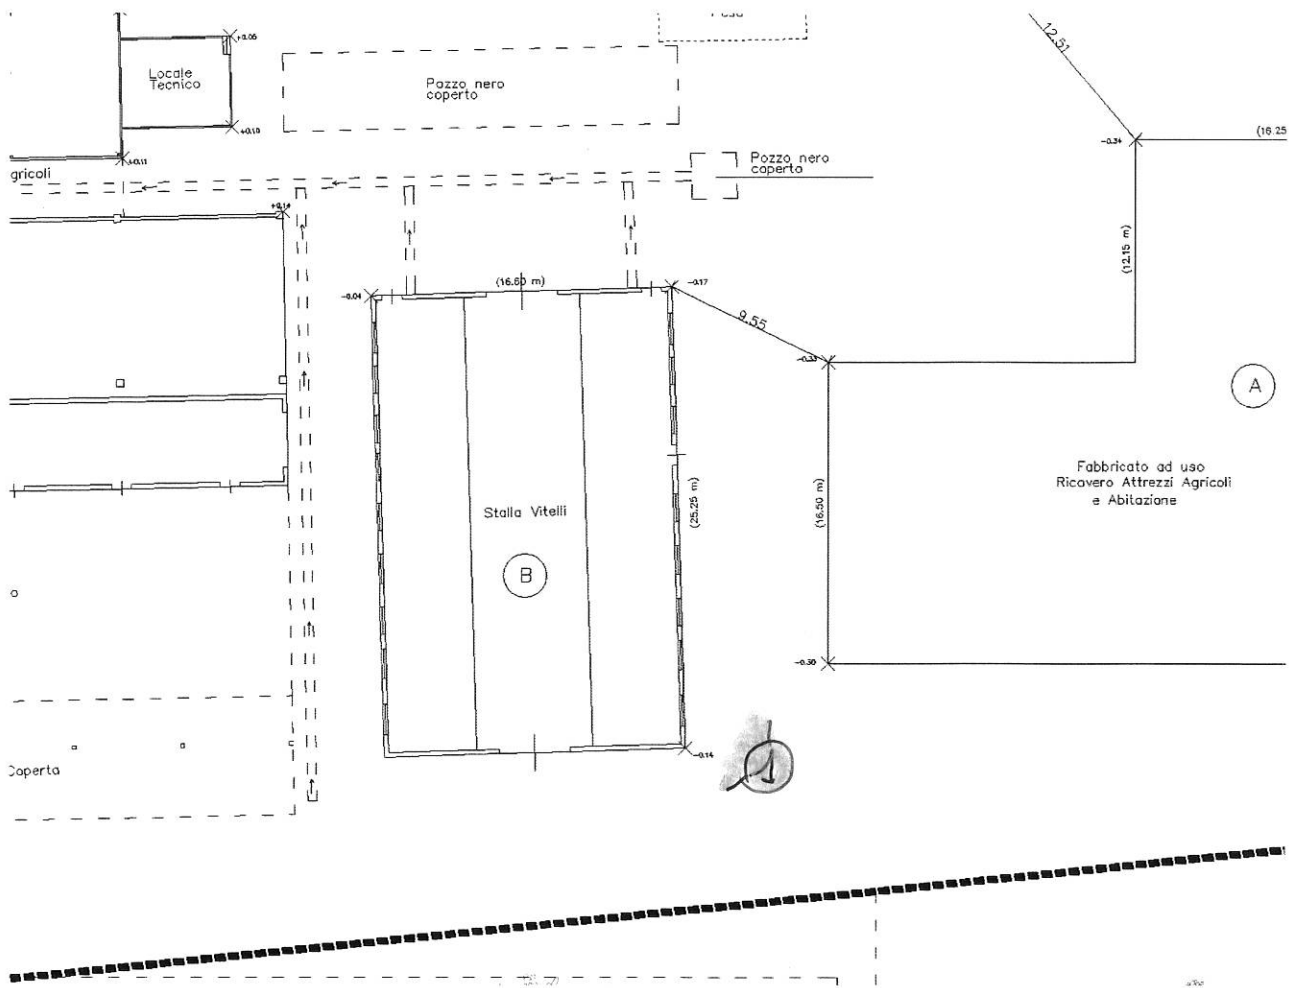 12.51
+0.06
Locale
Tecnico
Pozzo nero
coperto
+0.10
-0.34
(16.25
+0.11
Pozzo nero
coperto
gricoli
+0.14
(12.15 m)
(16.60 m)
-0.04
-0.17
9.55
-0.33
A
Fabbricato ad uso
Ricovero Attrezzi Agricoli
e Abitazione
Stalla Vitelli
(25.25 m)
(16.50 m)
B
-0.30
-0.14
1
Coperta